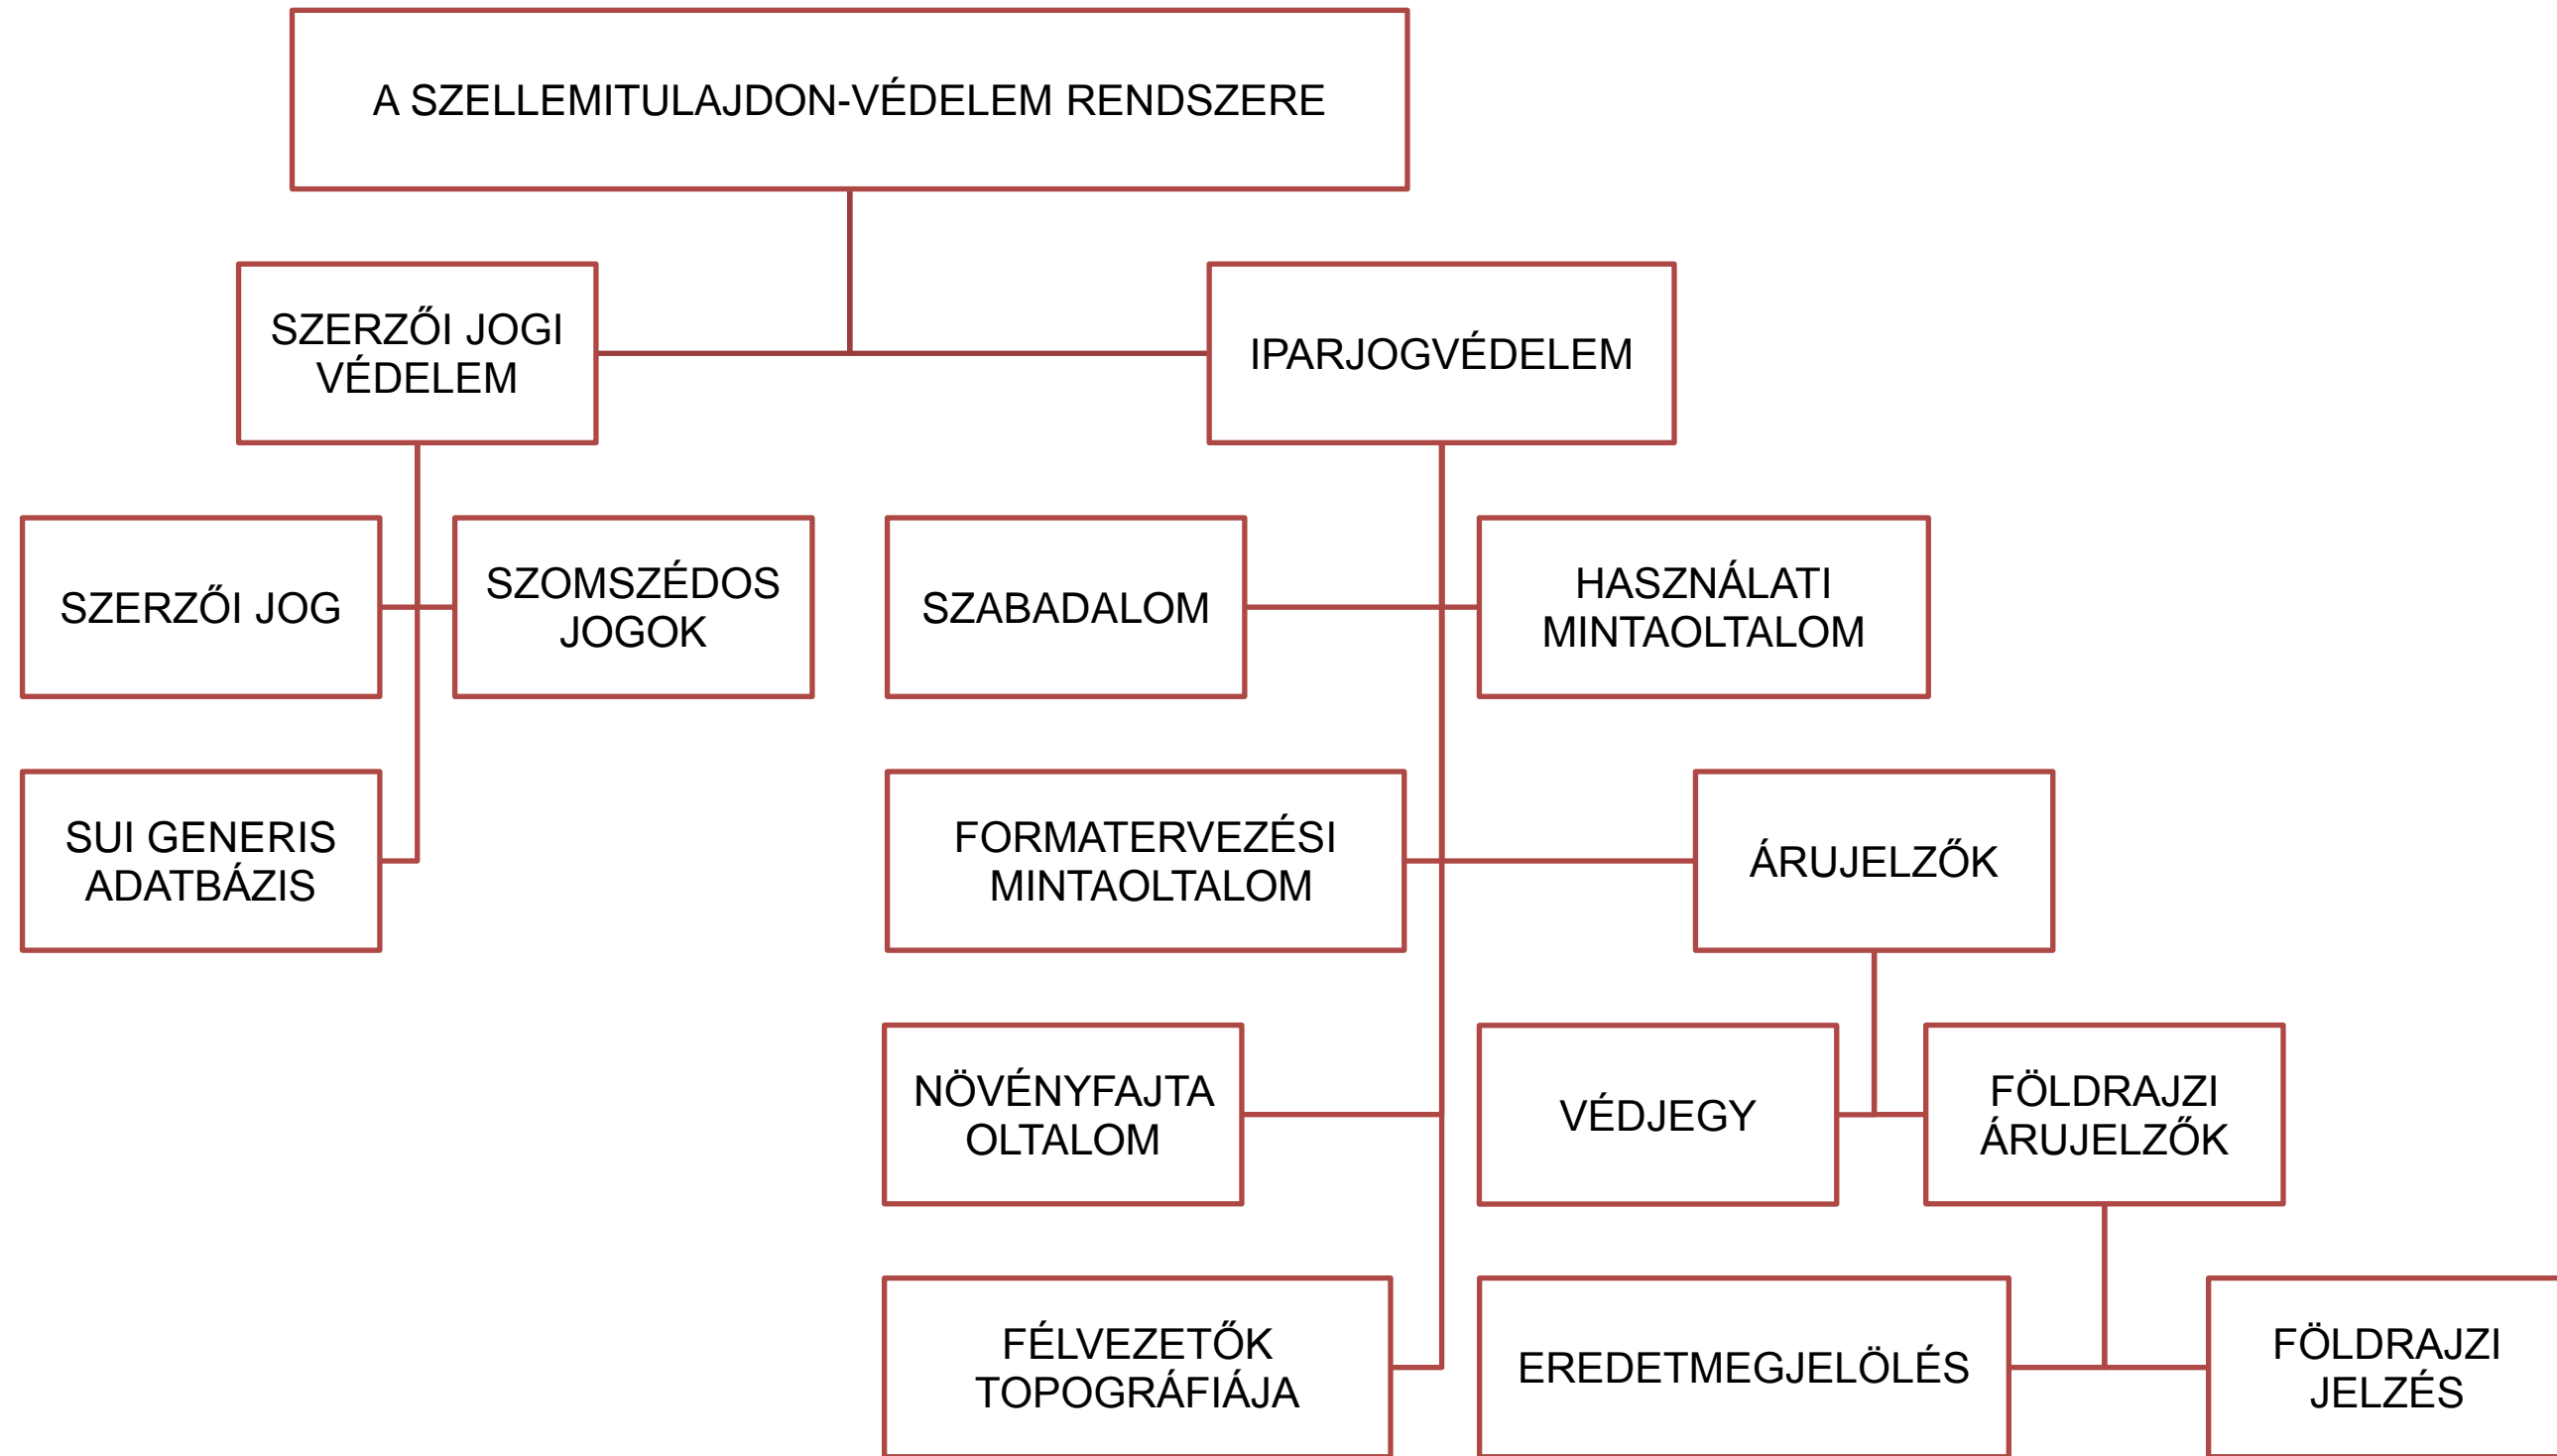 A SZELLEMITULAJDON-VÉDELEM RENDSZERE
SZERZŐI JOGI
VÉDELEM
IPARJOGVÉDELEM
SZERZŐI JOG
SZOMSZÉDOS
JOGOK
SZABADALOM
HASZNÁLATI
MINTAOLTALOM
SUI GENERIS
ADATBÁZIS
FORMATERVEZÉSI
MINTAOLTALOM
ÁRUJELZŐK
NÖVÉNYFAJTA
OLTALOM
VÉDJEGY
FÖLDRAJZI
ÁRUJELZŐK
FÉLVEZETŐK
TOPOGRÁFIÁJA
EREDETMEGJELÖLÉS
FÖLDRAJZI
JELZÉS